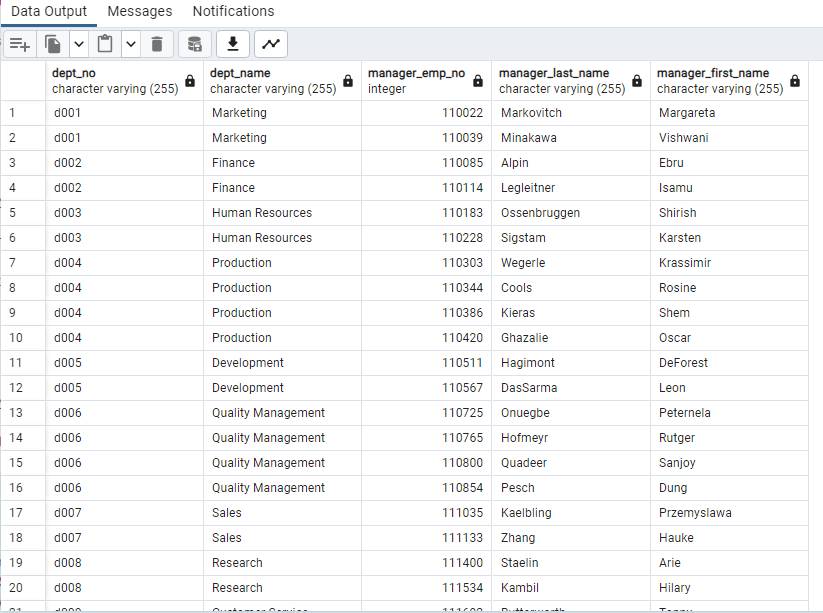 Data Output Messages Notifications
dept_no dept_name manager_emp_no manager_last_name manager_first_name
character varying (255) character varying (255) integer character varying (255) character varying (255)
1 d001 Marketing 110022 Markovitch Margareta
2 d001 Marketing 110039 Minakawa Vishwani
3 d002 Finance 110085 Alpin Ebru
4 d002 Finance 110114 Legleitner Isamu
5 d003 Human Resources 110183 Ossenbruggen Shirish
6 d003 Human Resources 110228 Sigstam Karsten
7 d004 Production 110303 Wegerle Krassimir
8 d004 Production 110344 Cools Rosine
9 d004 Production 110386 Kieras Shem
10 d004 Production 110420 Ghazalie Oscar
11 d005 Development 110511 Hagimont DeForest
12 d005 Development 110567 DasSarma Leon
13 d006 Quality Management 110725 Onuegbe Peternela
14 d006 Quality Management 110765 Hofmeyr Rutger
15 d006 Quality Management 110800 Quadeer Sanjoy
16 d006 Quality Management 110854 Pesch Dung
17 d007 Sales 111035 Kaelbling Przemyslawa
18 d007 Sales 111133 Zhang Hauke
19 d008 Research 111400 Staelin Arie
20 d008 Research 111534 Kambil Hilary